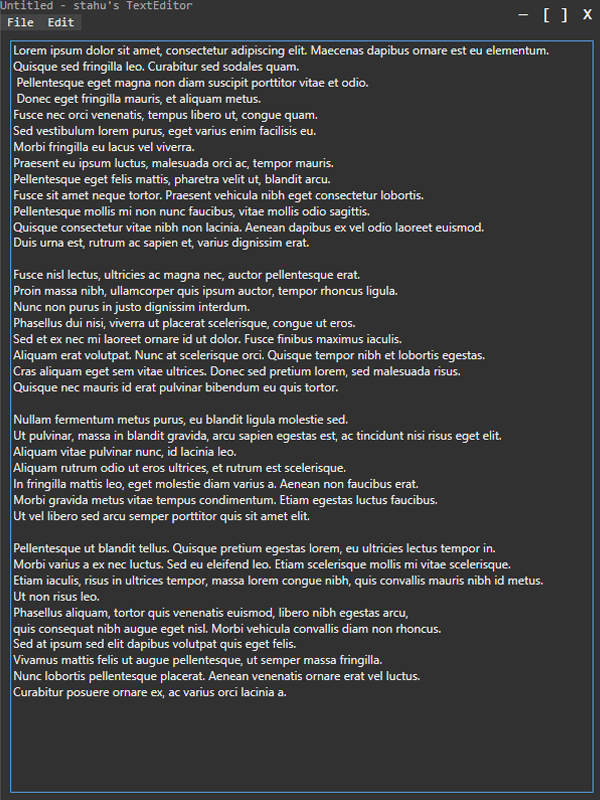 Untitled - stahu's TextEditor
— [ ] X
File Edit
Lorem ipsum dolor sit amet, consectetur adipiscing elit. Maecenas dapibus ornare est eu elementum.
Quisque sed fringilla leo. Curabitur sed sodales quam.
Pellentesque eget magna non diam suscipit porttitor vitae et odio.
Donec eget fringilla mauris, et aliquam metus.
Fusce nec orci venenatis, tempus libero ut, congue quam.
Sed vestibulum lorem purus, eget varius enim facilisis eu.
Morbi fringilla eu lacus vel viverra.
Praesent eu ipsum luctus, malesuada orci ac, tempor mauris.
Pellentesque eget felis mattis, pharetra velit ut, blandit arcu.
Fusce sit amet neque tortor. Praesent vehicula nibh eget consectetur lobortis.
Pellentesque mollis mi non nunc faucibus, vitae mollis odio sagittis.
Quisque consectetur vitae nibh non lacinia. Aenean dapibus ex vel odio laoreet euismod.
Duis urna est, rutrum ac sapien et, varius dignissim erat.

Fusce nisl lectus, ultricies ac magna nec, auctor pellentesque erat.
Proin massa nibh, ullamcorper quis ipsum auctor, tempor rhoncus ligula.
Nunc non purus in justo dignissim interdum.
Phasellus dui nisi, viverra ut placerat scelerisque, congue ut eros.
Sed et ex nec mi laoreet ornare id ut dolor. Fusce finibus maximus iaculis.
Aliquam erat volutpat. Nunc at scelerisque orci. Quisque tempor nibh et lobortis egestas.
Cras aliquam eget sem vitae ultrices. Donec sed pretium lorem, sed malesuada risus.
Quisque nec mauris id erat pulvinar bibendum eu quis tortor.

Nullam fermentum metus purus, eu blandit ligula molestie sed.
Ut pulvinar, massa in blandit gravida, arcu sapien egestas est, ac tincidunt nisi risus eget elit.
Aliquam vitae pulvinar nunc, id lacinia leo.
Aliquam rutrum odio ut eros ultrices, et rutrum est scelerisque.
In fringilla mattis leo, eget molestie diam varius a. Aenean non faucibus erat.
Morbi gravida metus vitae tempus condimentum. Etiam egestas luctus faucibus.
Ut vel libero sed arcu semper porttitor quis sit amet elit.

Pellentesque ut blandit tellus. Quisque pretium egestas lorem, eu ultricies lectus tempor in.
Morbi varius a ex nec luctus. Sed eu eleifend leo. Etiam scelerisque mollis mi vitae scelerisque.
Etiam iaculis, risus in ultrices tempor, massa lorem congue nibh, quis convallis mauris nibh id metus.
Ut non risus leo.
Phasellus aliquam, tortor quis venenatis euismod, libero nibh egestas arcu,
quis consequat nibh augue eget nisl. Morbi vehicula convallis diam non rhoncus.
Sed at ipsum sed elit dapibus volutpat quis eget felis.
Vivamus mattis felis ut augue pellentesque, ut semper massa fringilla.
Nunc lobortis pellentesque placerat. Aenean venenatis ornare erat vel luctus.
Curabitur posuere ornare ex, ac varius orci lacinia a.